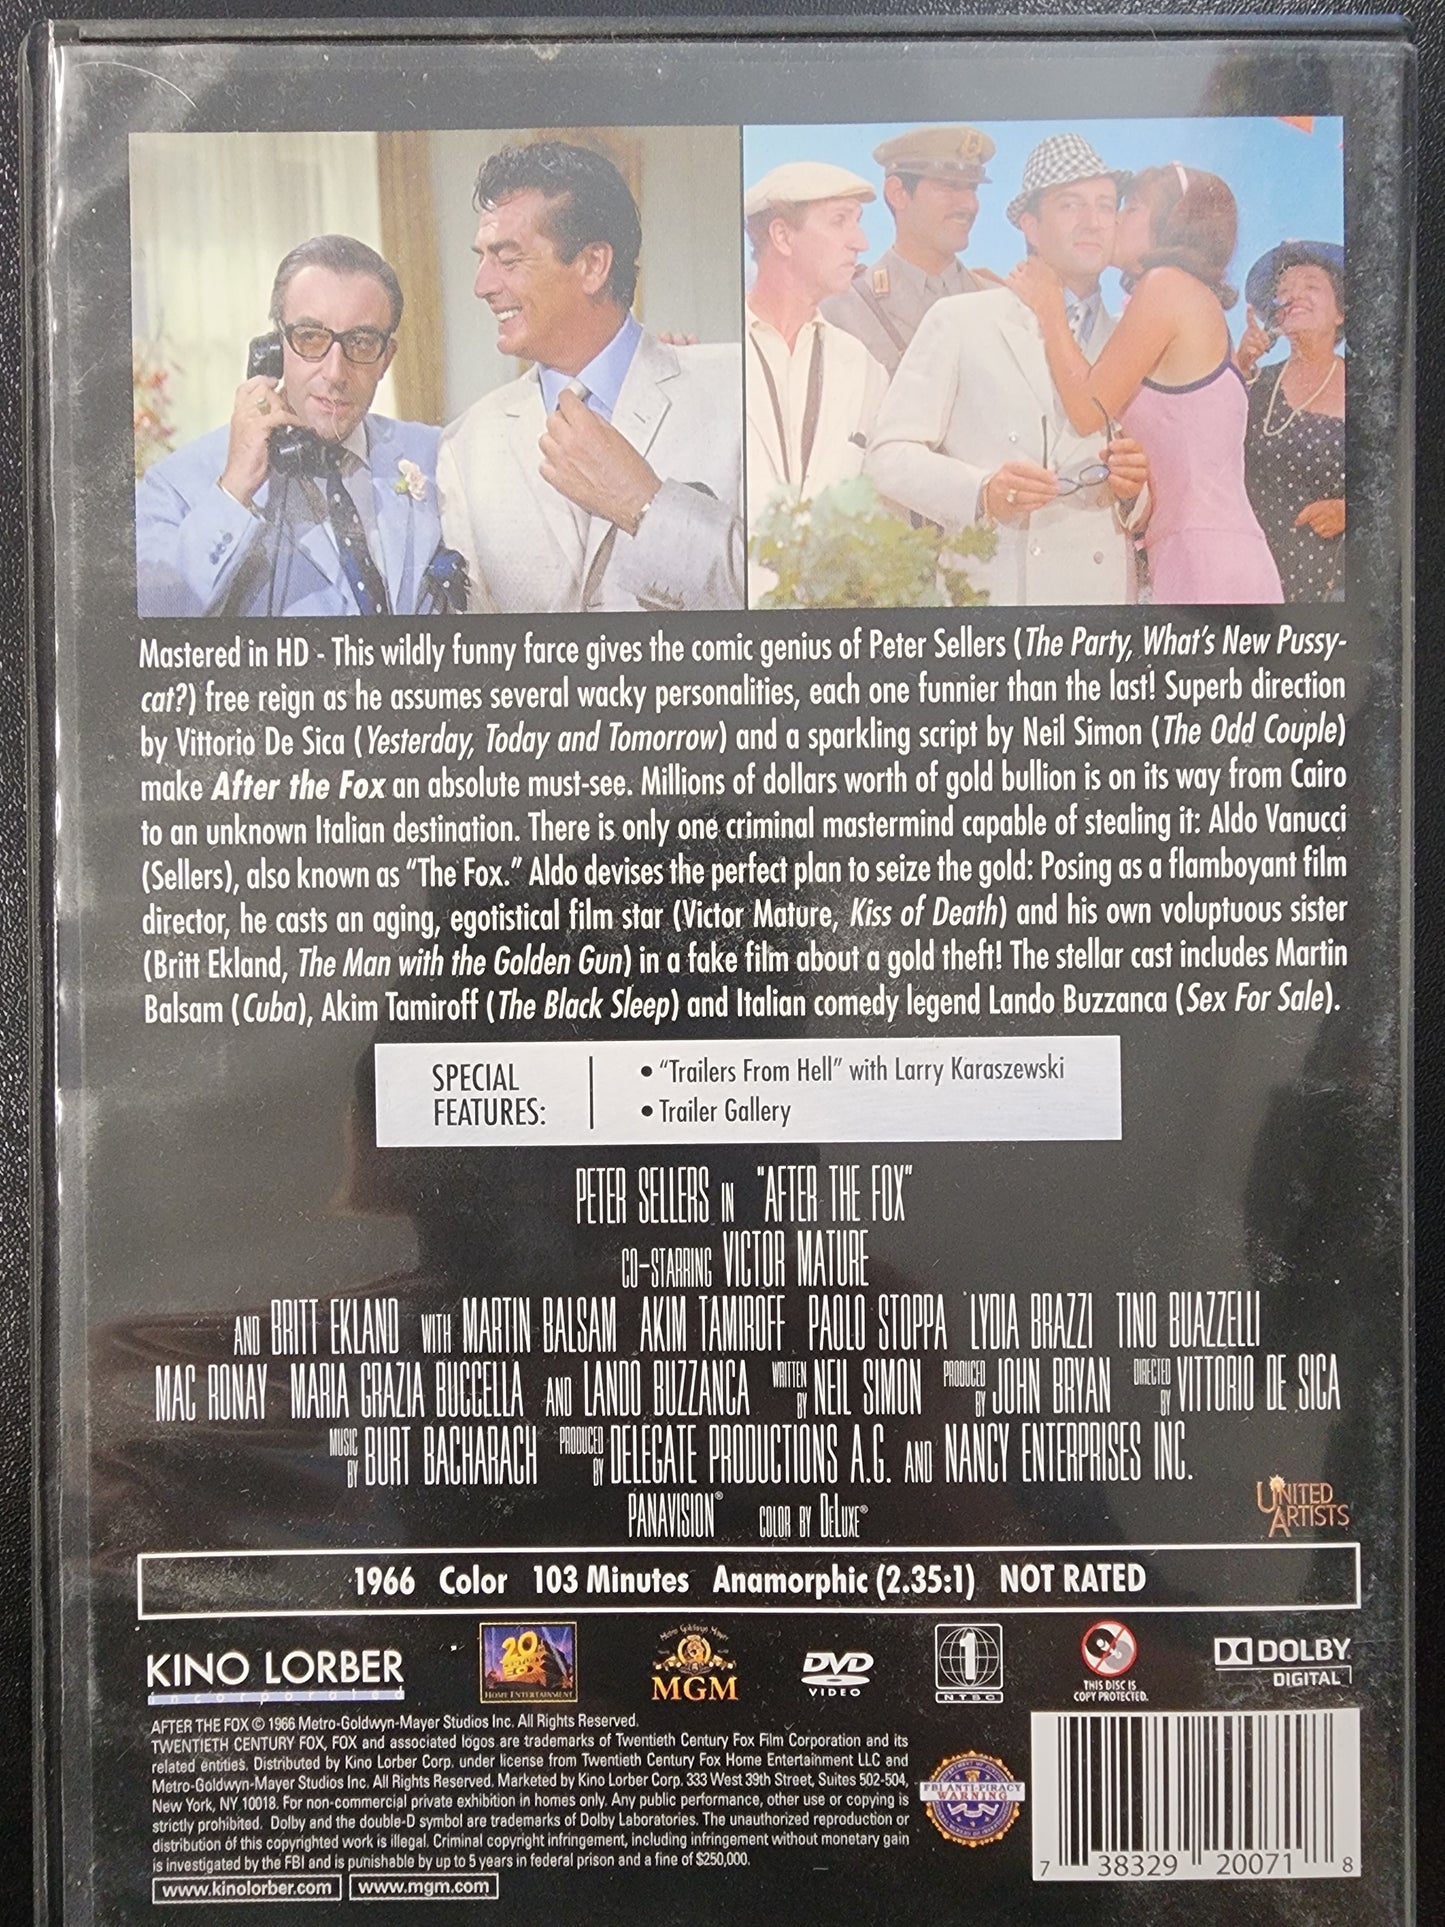 Mastered in HD - This wildly funny farce gives the comic genius of Peter Sellers (The Party, What's New Pussy-
cat?) free reign as he assumes several wacky personalities, each one funnier than the last! Superb direction
by Vittorio De Sica (Yesterday, Today and Tomorrow) and a sparkling script by Neil Simon (The Odd Couple)
make After the Fox an absolute must-see. Millions of dollars worth of gold bullion is on its way from Cairo
to an unknown Italian destination. There is only one criminal mastermind capable of stealing it: Aldo Vanucci
(Sellers), also known as "The Fox." Aldo devises the perfect plan to seize the gold: Posing as a flamboyant film
director, he casts an aging, egotistical film star (Victor Mature, Kiss of Death) and his own voluptuous sister
(Britt Ekland, The Man with the Golden Gun) in a fake film about a gold theft! The stellar cast includes Martin
Balsam (Cuba), Akim Tamiroff (The Black Sleep) and Italian comedy legend Lando Buzzanca (Sex For Sale).
SPECIAL
FEATURES:
• "Trailers From Hell" with Larry Karaszewski
• Trailer Gallery
PETER SELLERS IN "AFTER THE FOX"
CO-STARRING VICTOR MATURE
AND BRITT EKLAND WITH MARTIN BALSAM AKIM TAMIROFF PAOLO STOPPA LYDIA BRAZZI TINO BUAZZELLI
MAC RONAY MARIA GRAZIA BUCCELLA AND LANDO BUZZANCA WRITTEN BY NEIL SIMON PRODUCED BY JOHN BRYAN DIRECTED BY VITTORIO DE SICA
MUSIC BY BURT BACHARACH PRODUCED BY DELEGATE PRODUCTIONS A.G. AND NANCY ENTERPRISES INC.
PANAVISION® COLOR BY DeLuxe®
UNITED
ARTISTS
1966 Color 103 Minutes Anamorphic (2.35:1) NOT RATED
KINO LORBER
incorporated
20th
CENTURY
FOX
HOME ENTERTAINMENT
Metro Goldwyn Mayer
MGM
DVD
VIDEO
1
NTSC
THIS DISC IS
COPY PROTECTED.
DOLBY
DIGITAL
AFTER THE FOX © 1966 Metro-Goldwyn-Mayer Studios Inc. All Rights Reserved.
TWENTIETH CENTURY FOX, FOX and associated logos are trademarks of Twentieth Century Fox Film Corporation and its
related entities. Distributed by Kino Lorber Corp. under license from Twentieth Century Fox Home Entertainment LLC and
Metro-Goldwyn-Mayer Studios Inc. All Rights Reserved. Marketed by Kino Lorber Corp. 333 West 39th Street, Suites 502-504,
New York, NY 10018. For non-commercial private exhibition in homes only. Any public performance, other use or copying is
strictly prohibited. Dolby and the double-D symbol are trademarks of Dolby Laboratories. The unauthorized reproduction or
distribution of this copyrighted work is illegal. Criminal copyright infringement, including infringement without monetary gain
is investigated by the FBI and is punishable by up to 5 years in federal prison and a fine of $250,000.
www.kinolorber.com www.mgm.com
FBI ANTI-PIRACY
WARNING
7 38329 20071 8